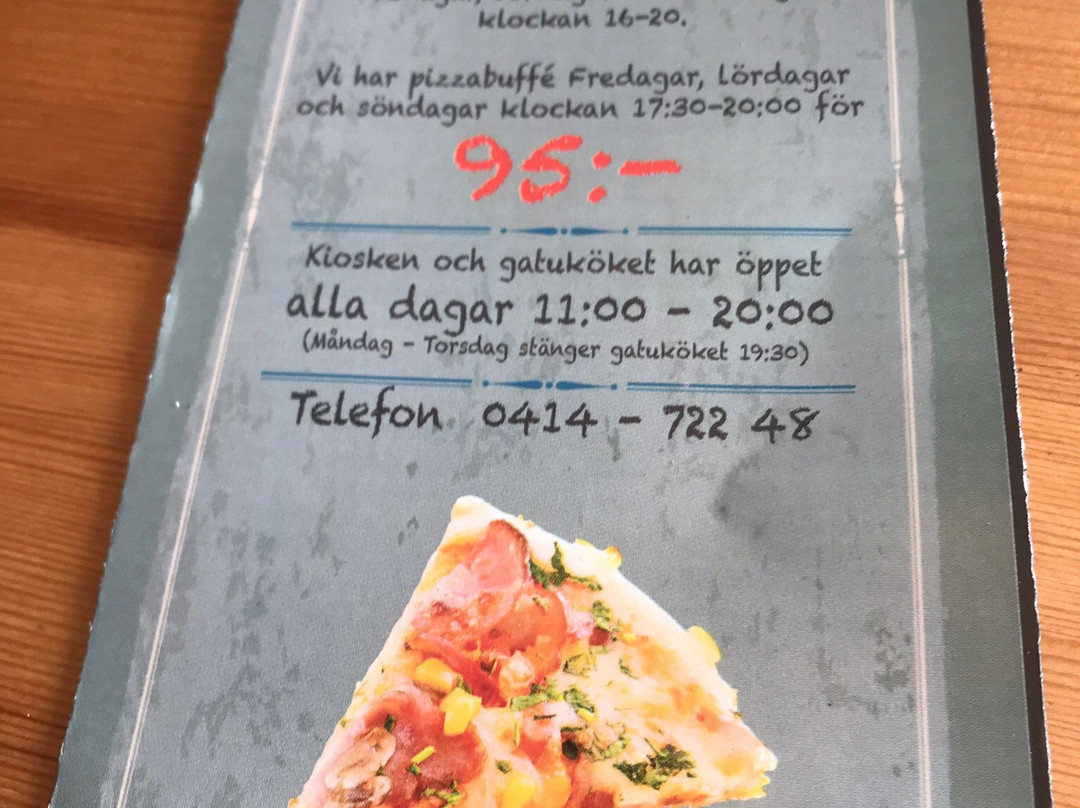 klockan 16-20.
Vi har pizzabuffé Fredagar, lördagar
och söndagar klockan 17:30-20:00 för
95:-
Kiosken och gatuköket har öppet
alla dagar 11:00 - 20:00
(Måndag - Torsdag stänger gatuköket 19:30)
Telefon 0414 - 722 48